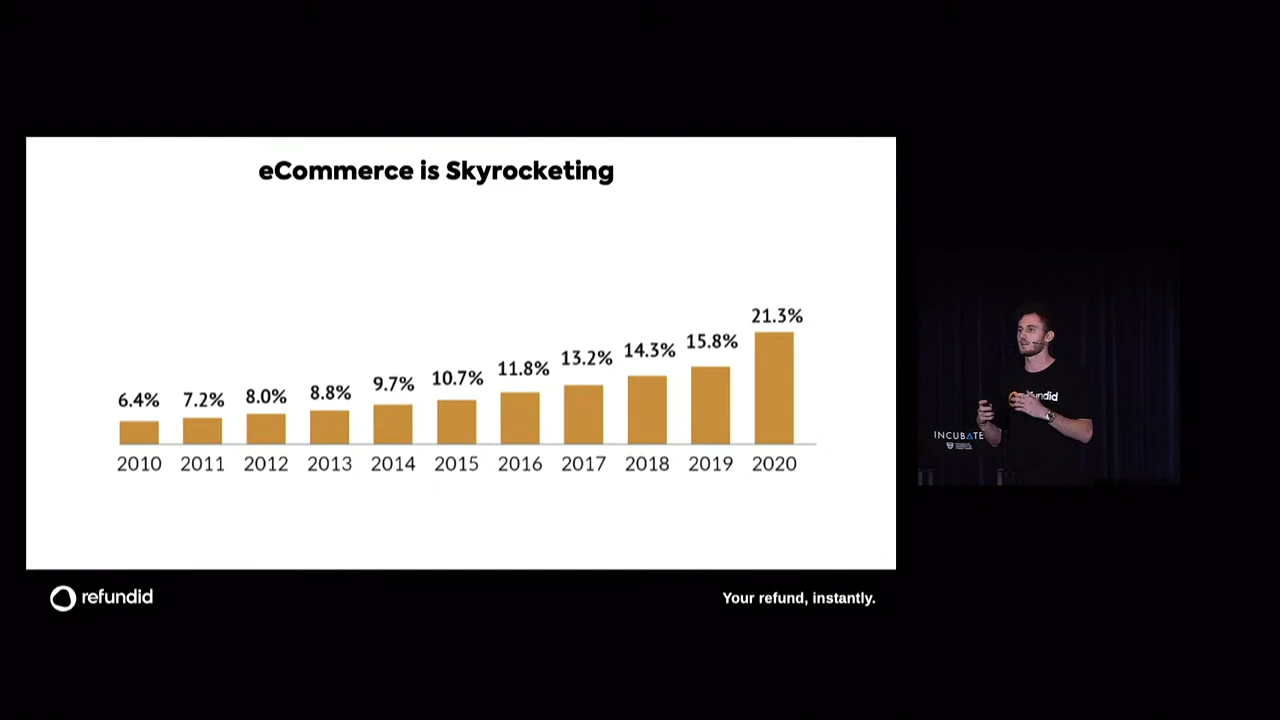 eCommerce is Skyrocketing
6.4% 7.2% 8.0% 8.8% 9.7% 10.7% 11.8% 13.2% 14.3% 15.8% 21.3%
2010 2011 2012 2013 2014 2015 2016 2017 2018 2019 2020
refundid
Your refund, instantly.
refundid
INCUBATE